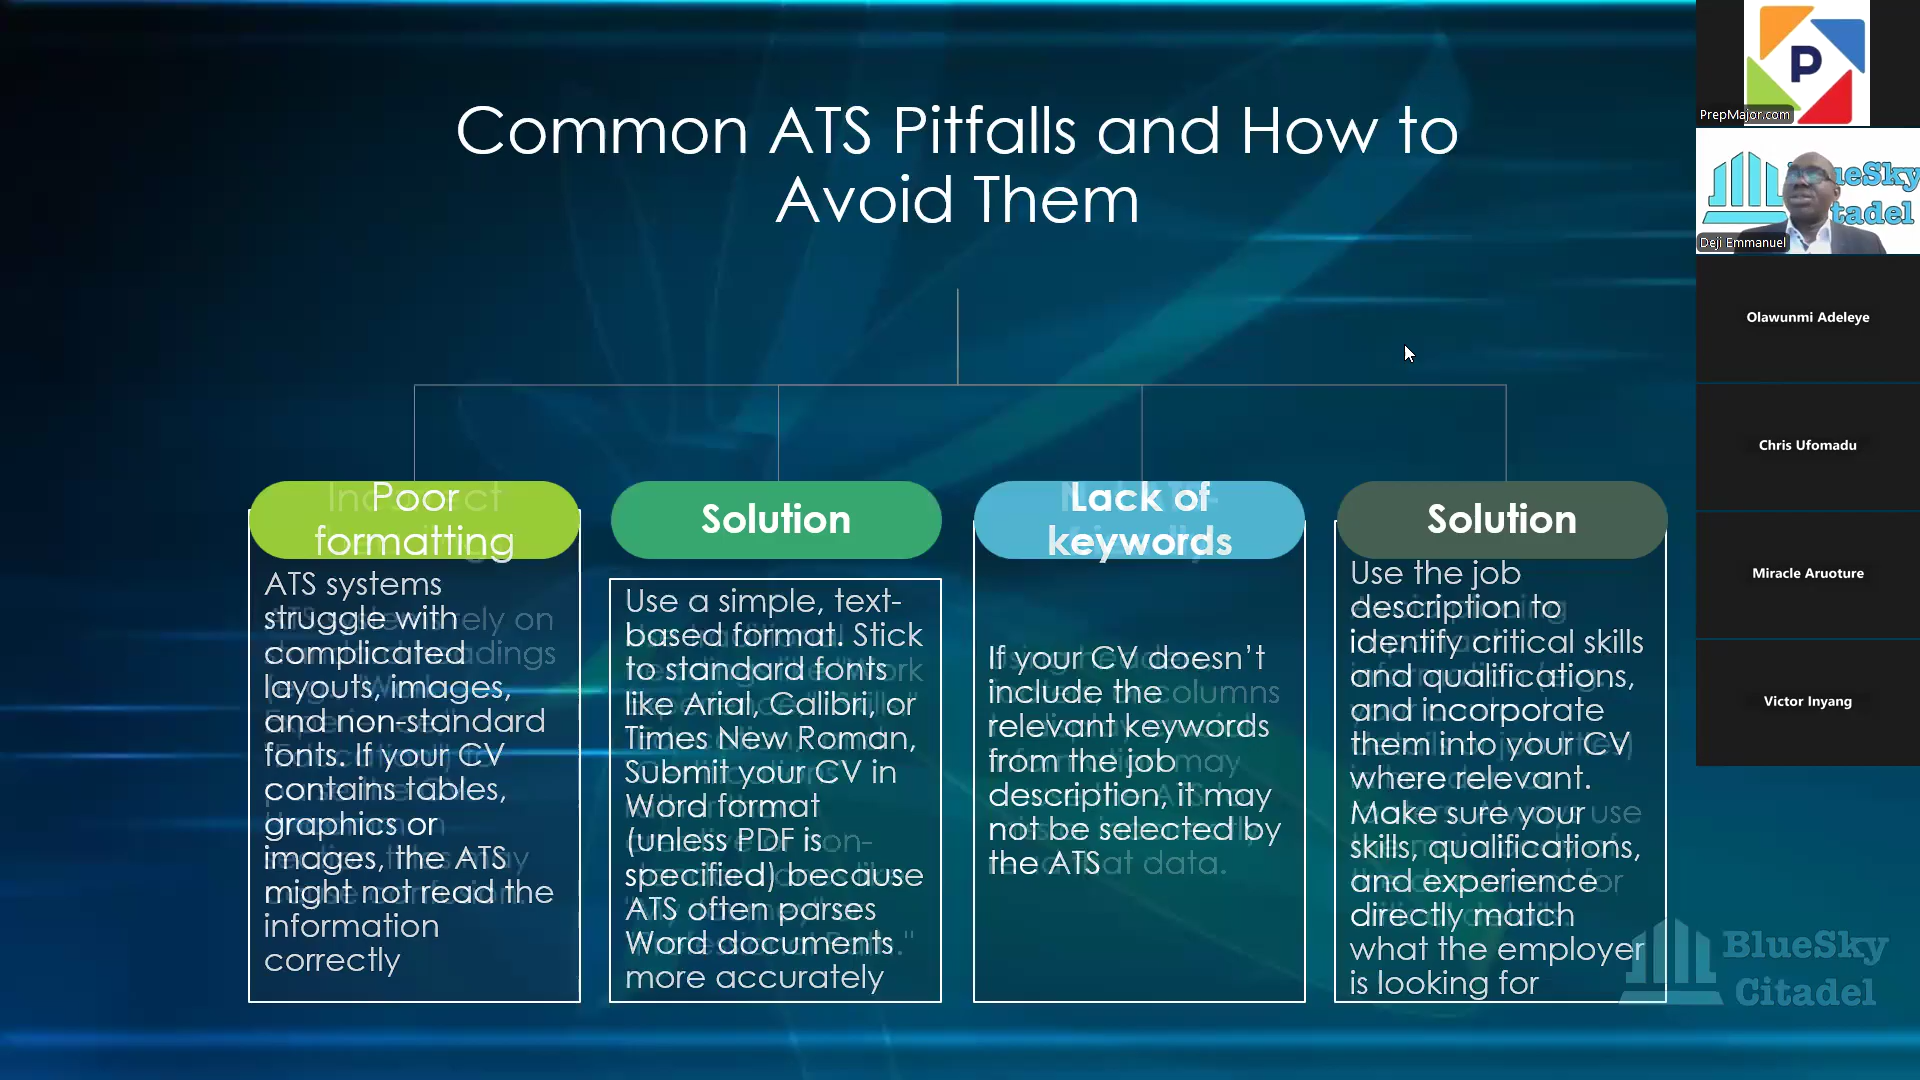 Common ATS Pitfalls and How to
Avoid Them
Poor
formatting
ATS systems
struggle with
complicated
layouts, images,
and non-standard
fonts. If your CV
contains tables,
graphics or
images, the ATS
might not read the
information
correctly
Solution
Use a simple, text-
based format. Stick
to standard fonts
like Arial, Calibri, or
Times New Roman,
Submit your CV in
Word format
(unless PDF is
specified) because
ATS often parses
Word documents
more accurately
Lack of
keywords
If your CV doesn’t
include the
relevant keywords
from the job
description, it may
not be selected by
the ATS
Solution
Use the job
description to
identify critical skills
and qualifications,
and incorporate
them into your CV
where relevant.
Make sure your
skills, qualifications,
and experience
directly match
what the employer
is looking for
BlueSky
Citadel
P
PrepMajor.com
Deji Emmanuel
Olawunmi Adeleye
Chris Ufomadu
Miracle Aruoture
Victor Inyang